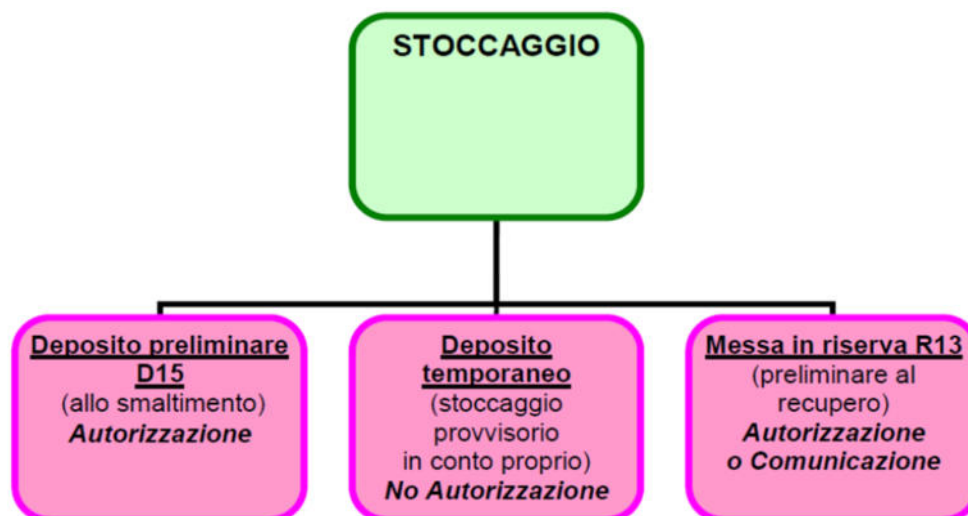 STOCCAGGIO
Deposito preliminare
D15
(allo smaltimento)
Autorizzazione
Deposito
temporaneo
(stoccaggio
provvisorio
in conto proprio)
No Autorizzazione
Messa in riserva R13
(preliminare al
recupero)
Autorizzazione
o Comunicazione